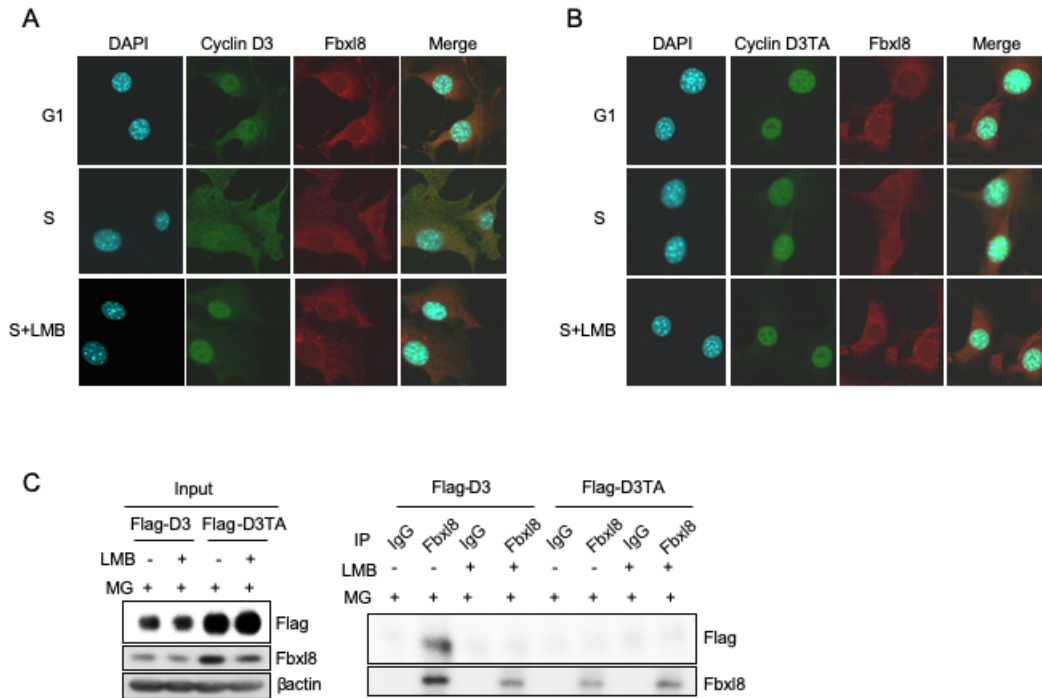 A
DAPI Cyclin D3 Fbxl8 Merge
G1
S
S+LMB
B
DAPI Cyclin D3TA Fbxl8 Merge
G1
S
S+LMB
C
Input
Flag-D3 Flag-D3TA
LMB - + - +
MG + + + +
Flag
Fbxl8
βactin
Flag-D3 Flag-D3TA
IP IgG Fbxl8 IgG Fbxl8 IgG Fbxl8 IgG Fbxl8
LMB - - + + - - + +
MG + + + + + + + +
Flag
Fbxl8